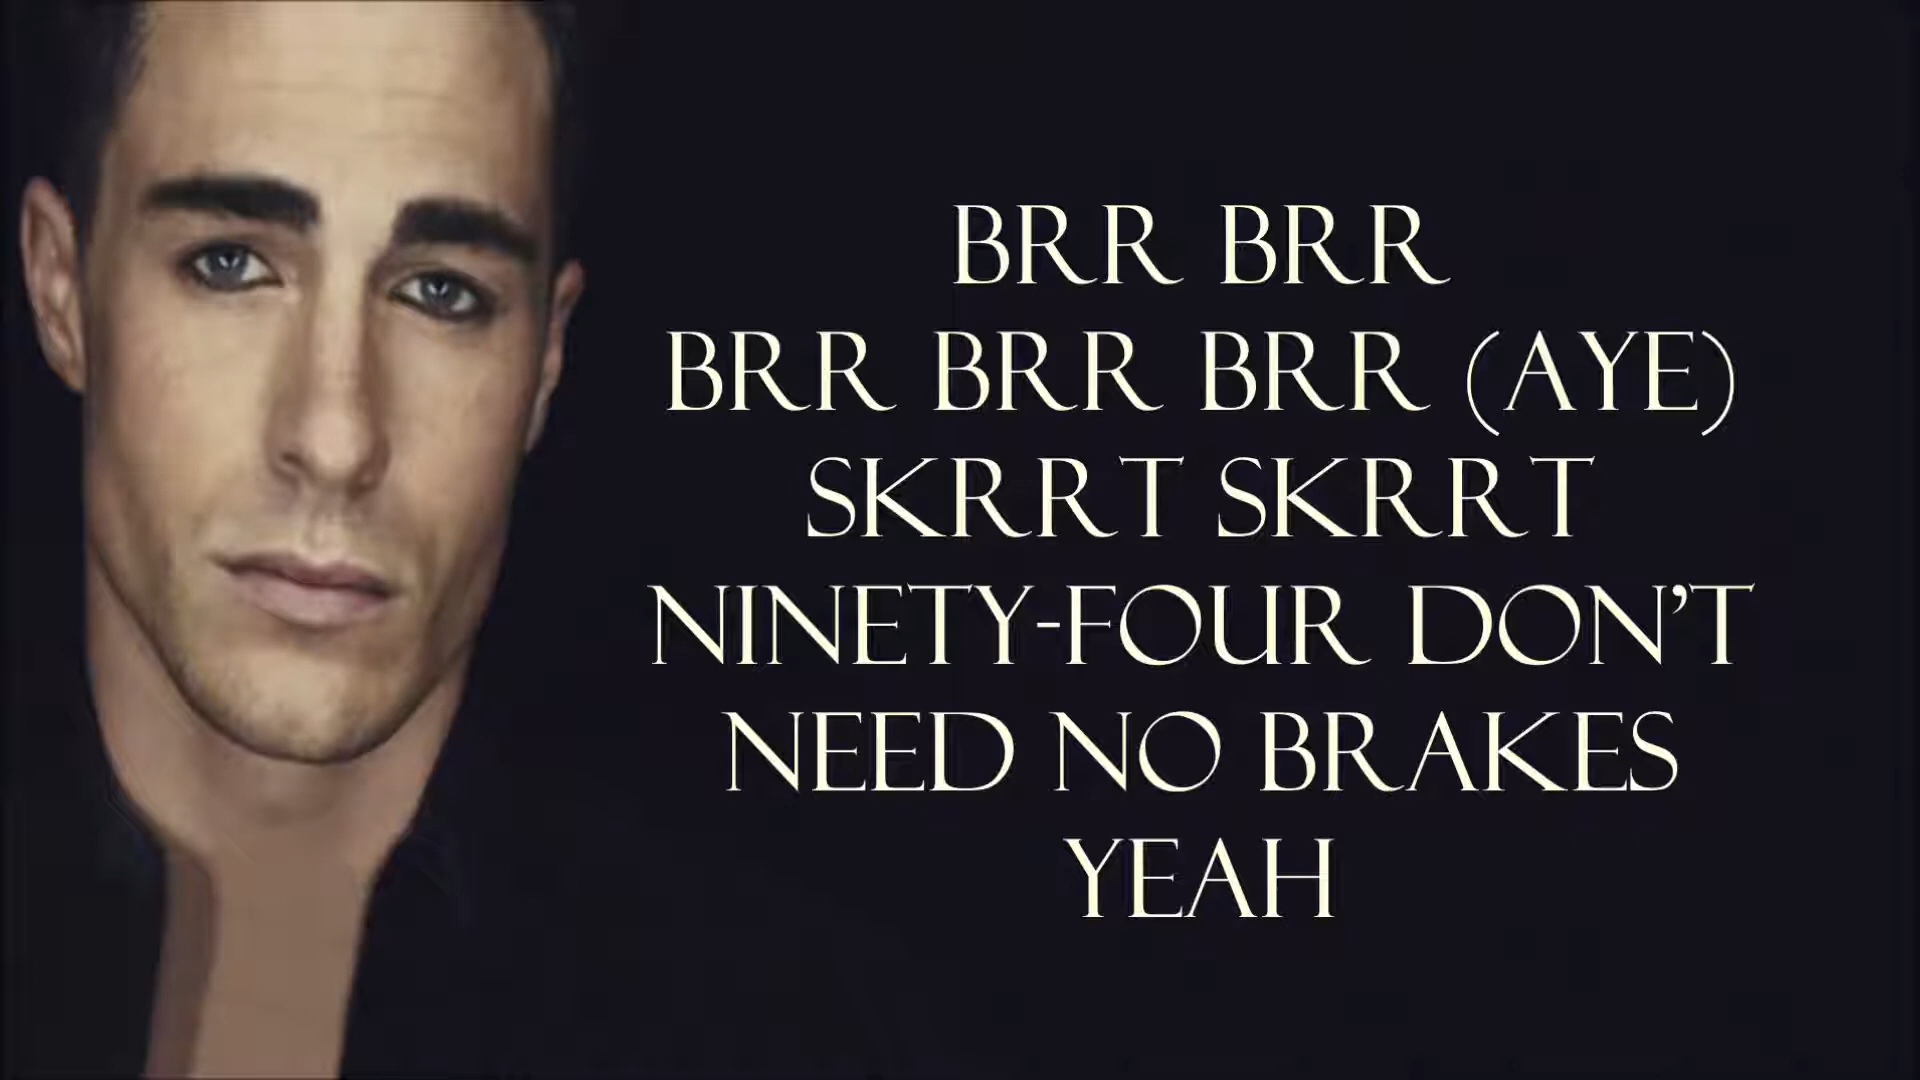 BRR BRR
BRR BRR BRR (AYE)
SKRRT SKRRT
NINETY-FOUR DON'T
NEED NO BRAKES
YEAH